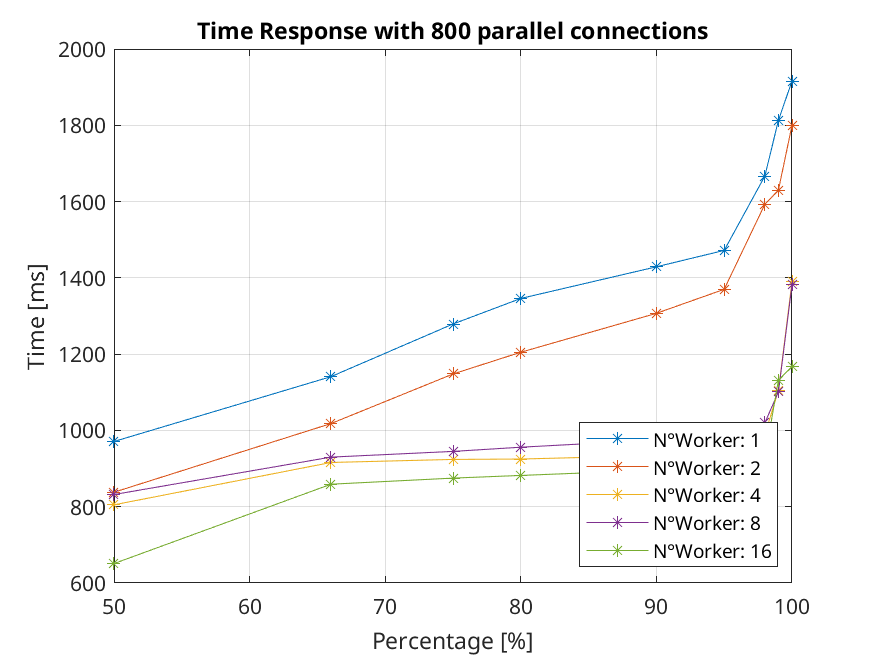 Time Response with 800 parallel connections
2000
1800
1600
1400
1200
1000
800
600
Time [ms]
N°Worker: 1
N°Worker: 2
N°Worker: 4
N°Worker: 8
N°Worker: 16
50 60 70 80 90 100
Percentage [%]